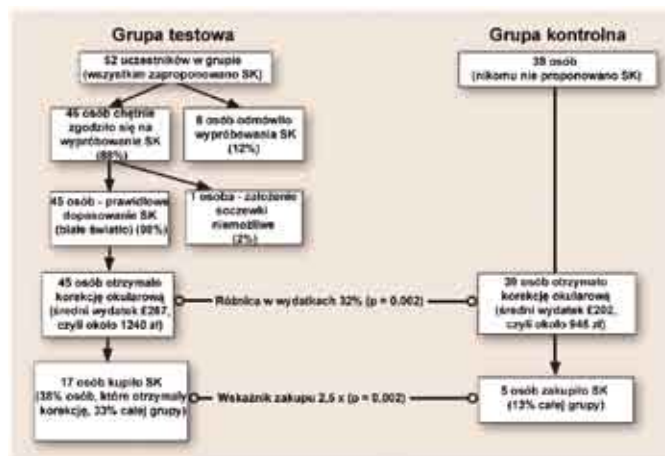 Grupa testowa
52 uczestników w grupie
(wszystkim zaproponowano SK)
46 osób chętnie
zgodziło się na
wypróbowanie SK
(88%)
6 osób odmówiło
wypróbowania SK
(12%)
45 osób - prawidłowe
dopasowanie SK
(białe światło) (98%)
1 osoba - założenie
soczewki
niemożliwe
(2%)
45 osób otrzymało
korekcję okularową
(średni wydatek £267,
czyli około 1240 zł)
Różnica w wydatkach 32% (p = 0.002)
17 osób kupiło SK
(38% osób, które otrzymały
korekcję, 33% całej grupy)
Wskaźnik zakupu 2,5 x (p = 0,002)
Grupa kontrolna
39 osób
(nikomu nie proponowano SK)
39 osób otrzymało
korekcję okularową
(średni wydatek £202,
czyli około 945 zł)
5 osób zakupiło SK
(13% całej grupy)